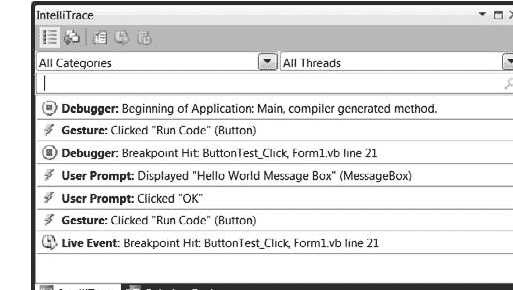 IntelliTrace
All Categories
All Threads
Debugger: Beginning of Application: Main, compiler generated method.
Gesture: Clicked "Run Code" (Button)
Debugger: Breakpoint Hit: ButtonTest_Click, Form1.vb line 21
User Prompt: Displayed "Hello World Message Box" (MessageBox)
User Prompt: Clicked "OK"
Gesture: Clicked "Run Code" (Button)
Live Event: Breakpoint Hit: ButtonTest_Click, Form1.vb line 21